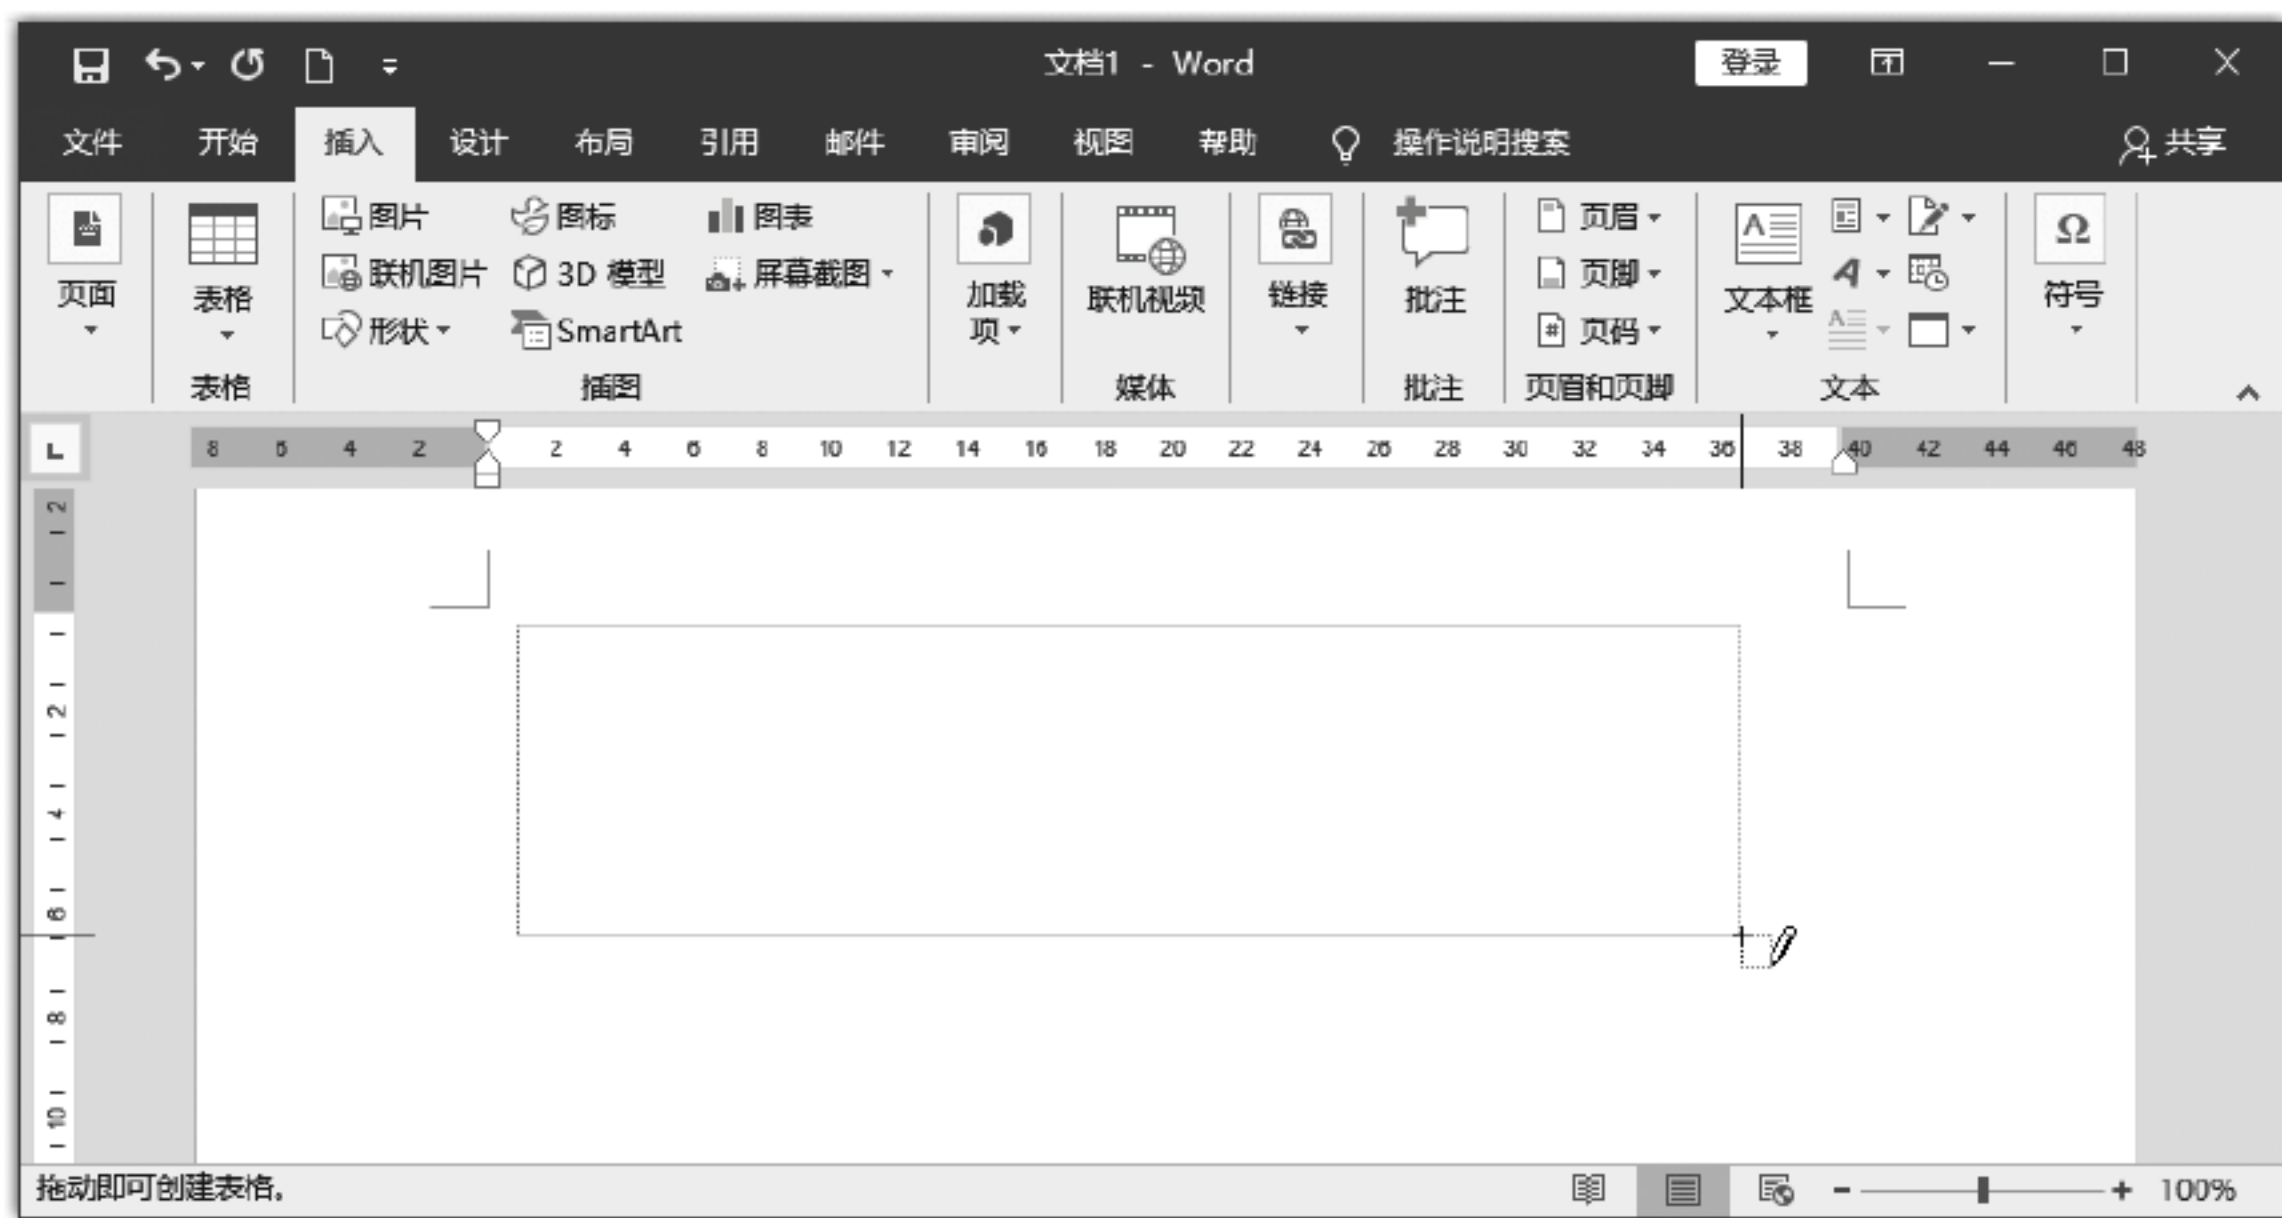 文档1 - Word 登录
文件 开始 插入 设计 布局 引用 邮件 审阅 视图 帮助 操作说明搜索 共享
页面
表格
表格
图片 图标 图表
联机图片 3D 模型 屏幕截图
形状 SmartArt
插图
加载
项
联机视频
媒体
链接
批注
批注
页眉
页脚
# 页码
页眉和页脚
A 文本框
A
A
文本
Ω
符号
L 8 6 4 2 2 4 6 8 10 12 14 16 18 20 22 24 26 28 30 32 34 36 38 40 42 44 46 48
2
2
4
6
8
10
拖动即可创建表格。 100%